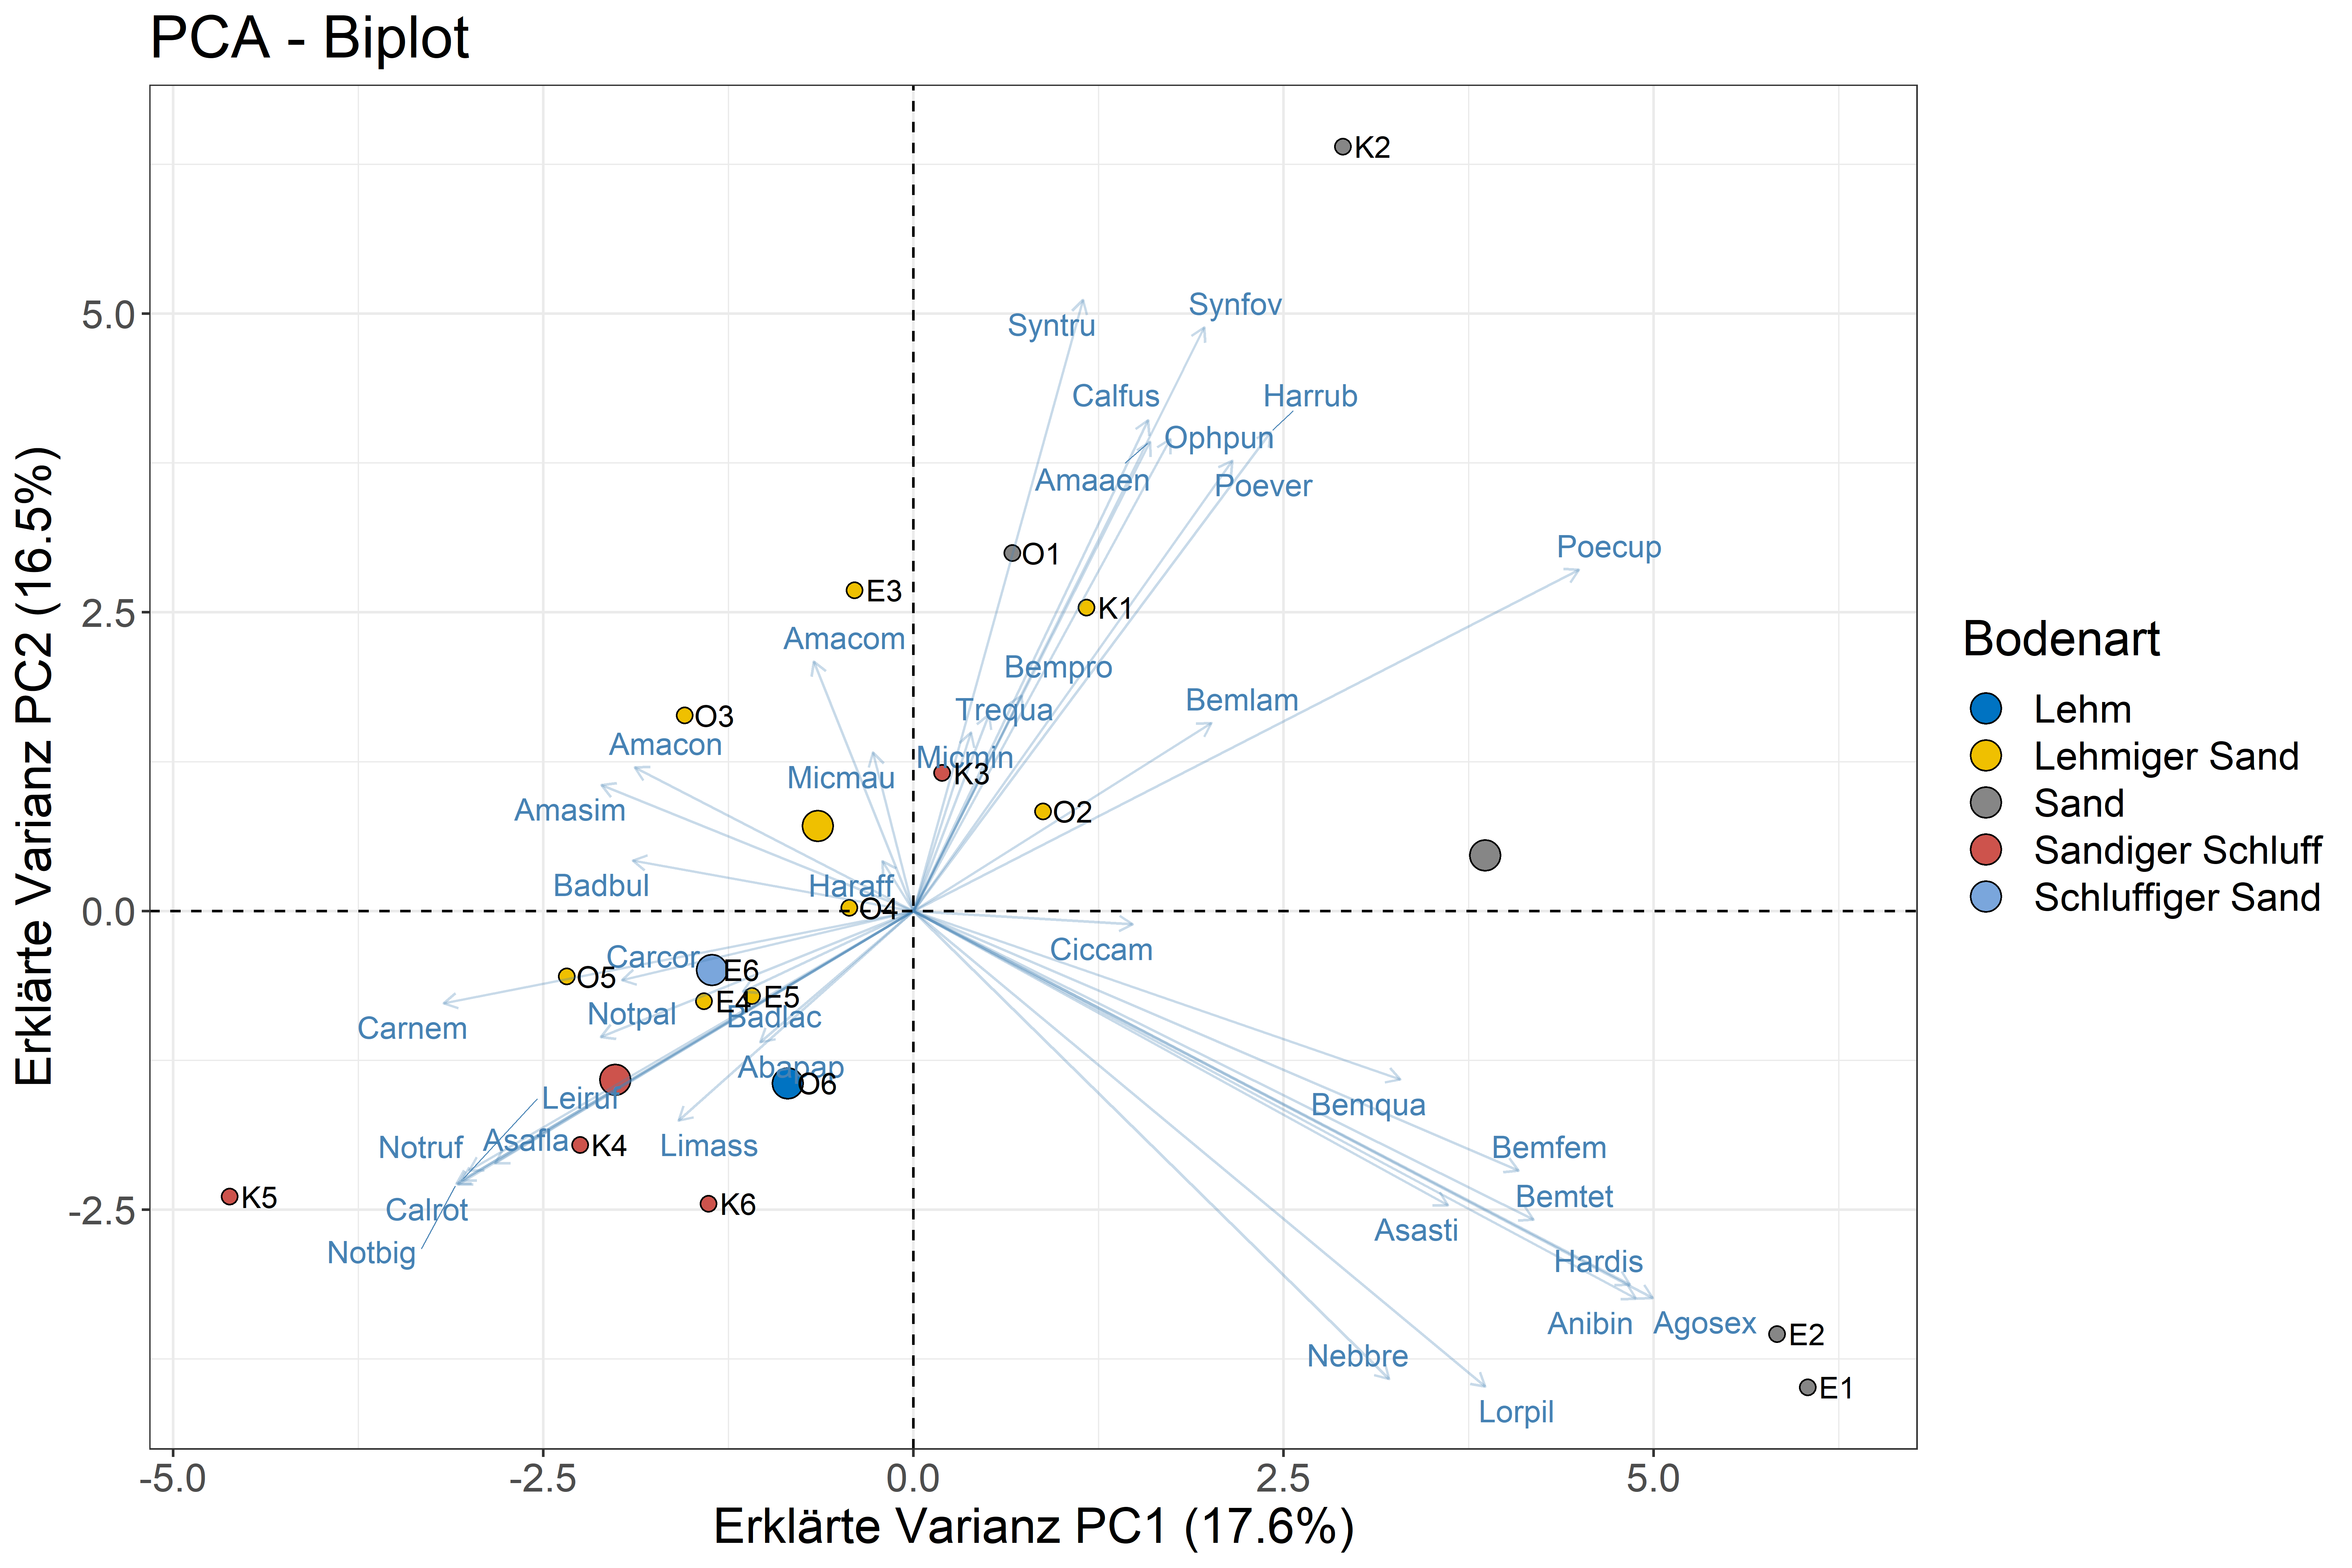 PCA - Biplot
K2
5.0
Synfov
Syntru
Calfus
Harrub
Ophpun
Amaaen
Poever
O1
Poecup
E3
2.5
K1
Amacom
Bempro
Bemlam
O3
Trequa
Amacon
Micmin
Micmau
K3
Amasim
O2
Badbul
Haraff
0.0
O4
Ciccam
Carcor
E6
O5
E4
E5
Notpal
Badlac
Carnem
Abapap
O6
Leiruf
Bemqua
Notruf
Asafla
K4
Limass
Bemfem
K5
K6
Bemtet
-2.5
Calrot
Asasti
Notbig
Hardis
Anibin
Agosex
E2
Nebbre
E1
Lorpil
-5.0
-2.5
0.0
2.5
5.0
Erklärte Varianz PC1 (17.6%)
Erklärte Varianz PC2 (16.5%)
Bodenart
Lehm
Lehmiger Sand
Sand
Sandiger Schluff
Schluffiger Sand